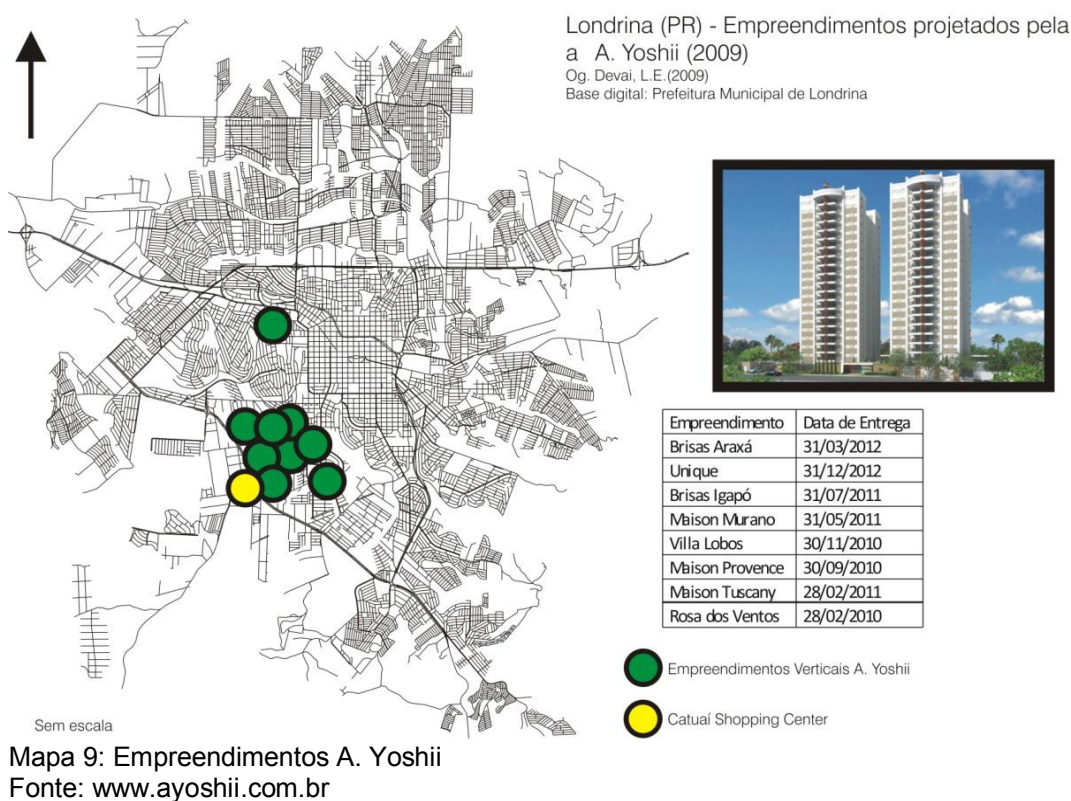 Londrina (PR) - Empreendimentos projetados pela
a A. Yoshii (2009)
Og. Devai, L.E.(2009)
Base digital: Prefeitura Municipal de Londrina
Empreendimento Data de Entrega
Brisas Araxá 31/03/2012
Unique 31/12/2012
Brisas Igapó 31/07/2011
Maison Murano 31/05/2011
Villa Lobos 30/11/2010
Maison Provence 30/09/2010
Maison Tuscany 28/02/2011
Rosa dos Ventos 28/02/2010
Empreendimentos Verticais A. Yoshii
Catuaí Shopping Center
Sem escala
Mapa 9: Empreendimentos A. Yoshii
Fonte: www.ayoshii.com.br